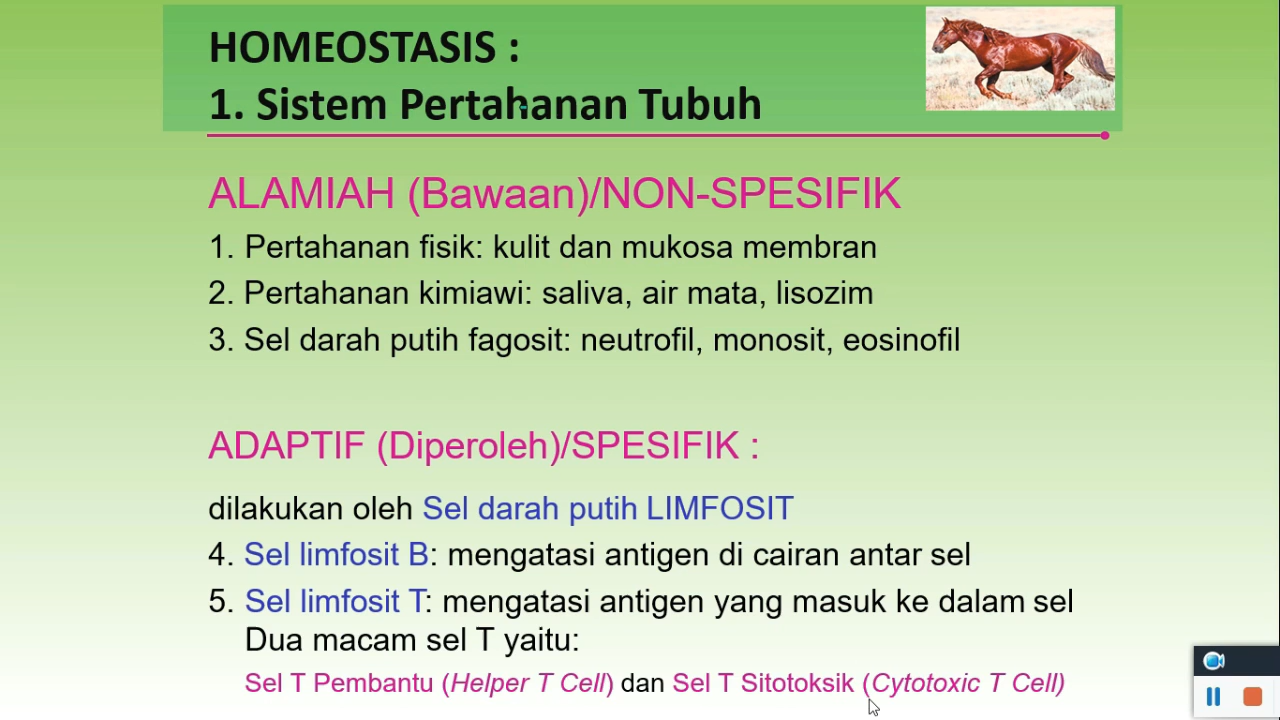 HOMEOSTASIS :
1. Sistem Pertahanan Tubuh
ALAMIAH (Bawaan)/NON-SPESIFIK
1. Pertahanan fisik: kulit dan mukosa membran
2. Pertahanan kimiawi: saliva, air mata, lisozim
3. Sel darah putih fagosit: neutrofil, monosit, eosinofil
ADAPTIF (Diperoleh)/SPESIFIK :
dilakukan oleh Sel darah putih LIMFOSIT
4. Sel limfosit B: mengatasi antigen di cairan antar sel
5. Sel limfosit T: mengatasi antigen yang masuk ke dalam sel
Dua macam sel T yaitu:
Sel T Pembantu (Helper T Cell) dan Sel T Sitotoksik (Cytotoxic T Cell)